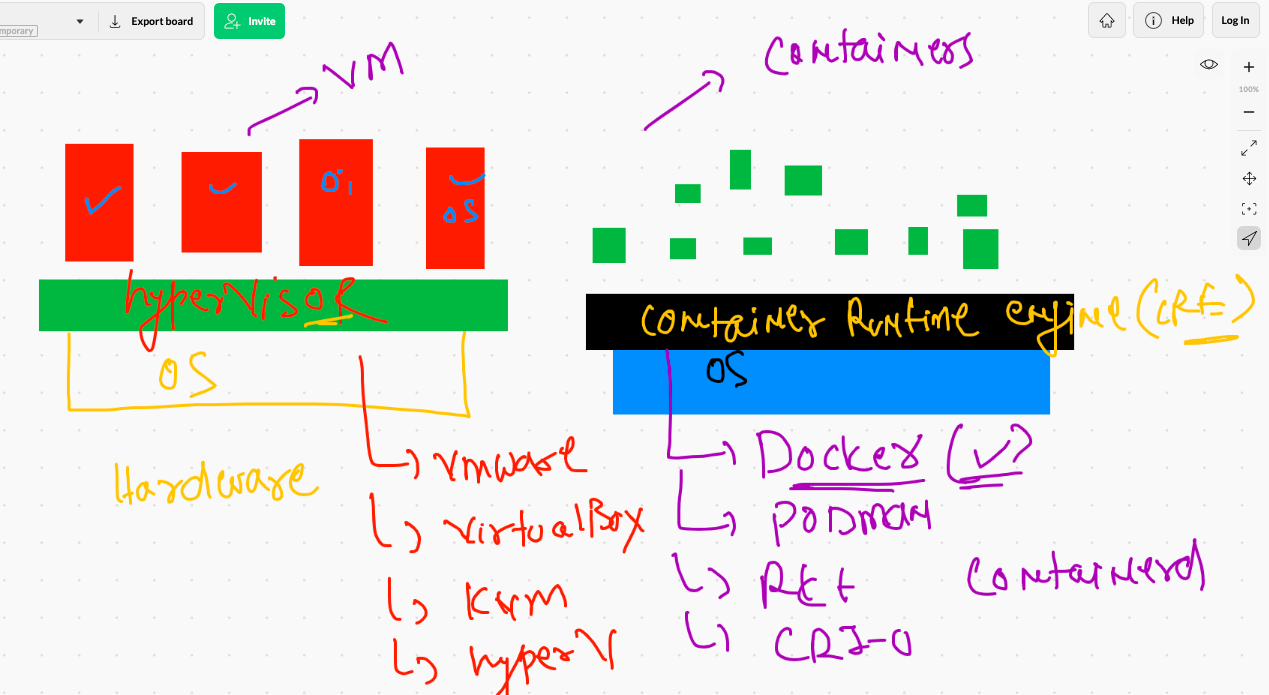 mporary
Export board
Invite
Help
Log In
100%
VM
Containers
OS
hypervisoR
container Runtime engine (CRE)
OS
OS
Hardware
vmware
VirtualBox
KVM
hyperV
Docker (✓)
PODMAN
RKt
CRI-O
containerd